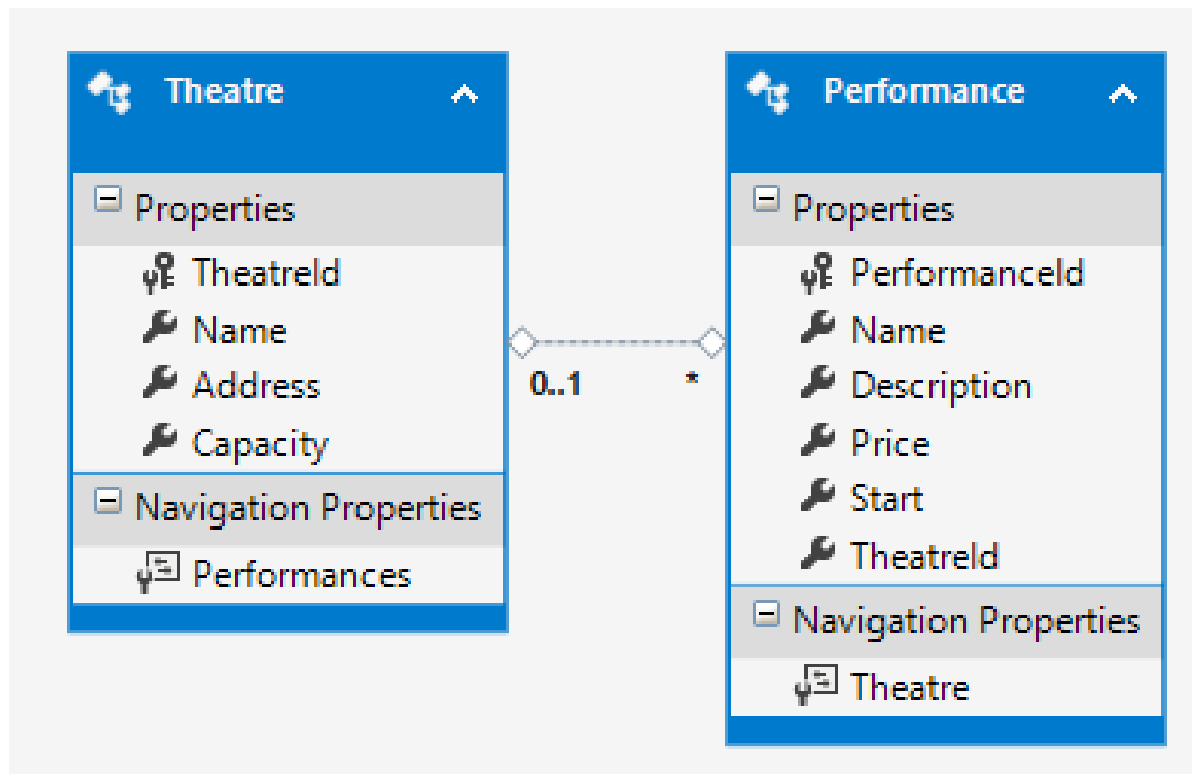 Theatre
Properties
TheatreId
Name
Address
Capacity
Navigation Properties
Performances
0..1
*
Performance
Properties
PerformanceId
Name
Description
Price
Start
TheatreId
Navigation Properties
Theatre